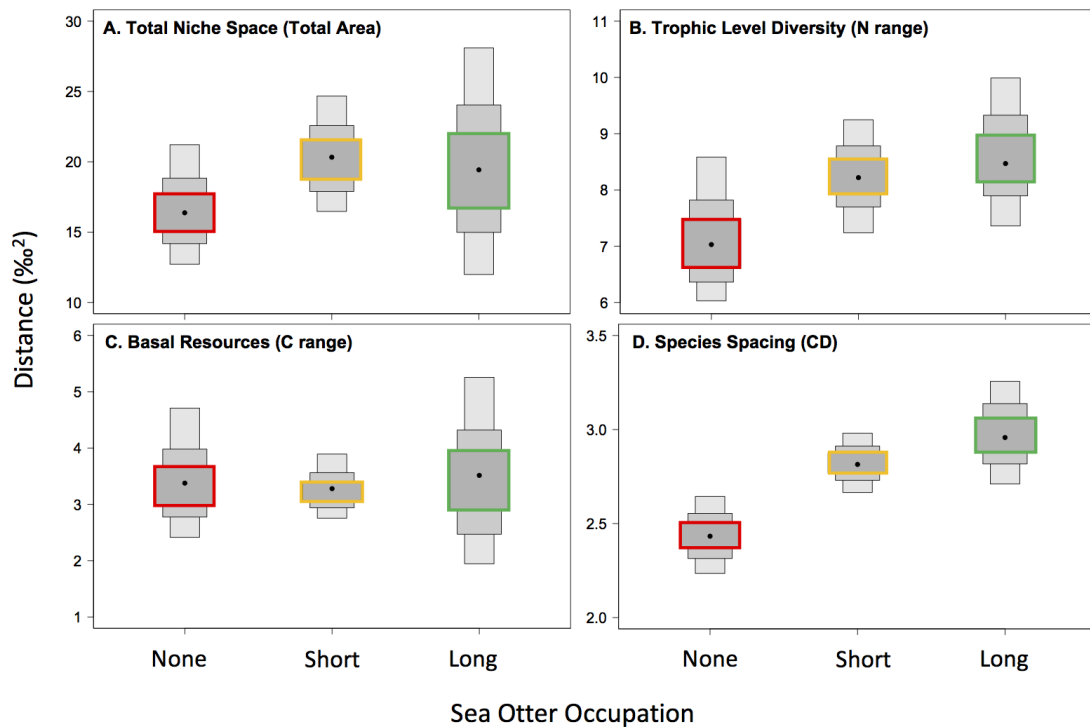 A. Total Niche Space (Total Area)
30
25
20
15
10
B. Trophic Level Diversity (N range)
11
10
9
8
7
6
Distance (‰²)
C. Basal Resources (C range)
6
5
4
3
2
1
D. Species Spacing (CD)
3.5
3.0
2.5
2.0
None Short Long
None Short Long
Sea Otter Occupation